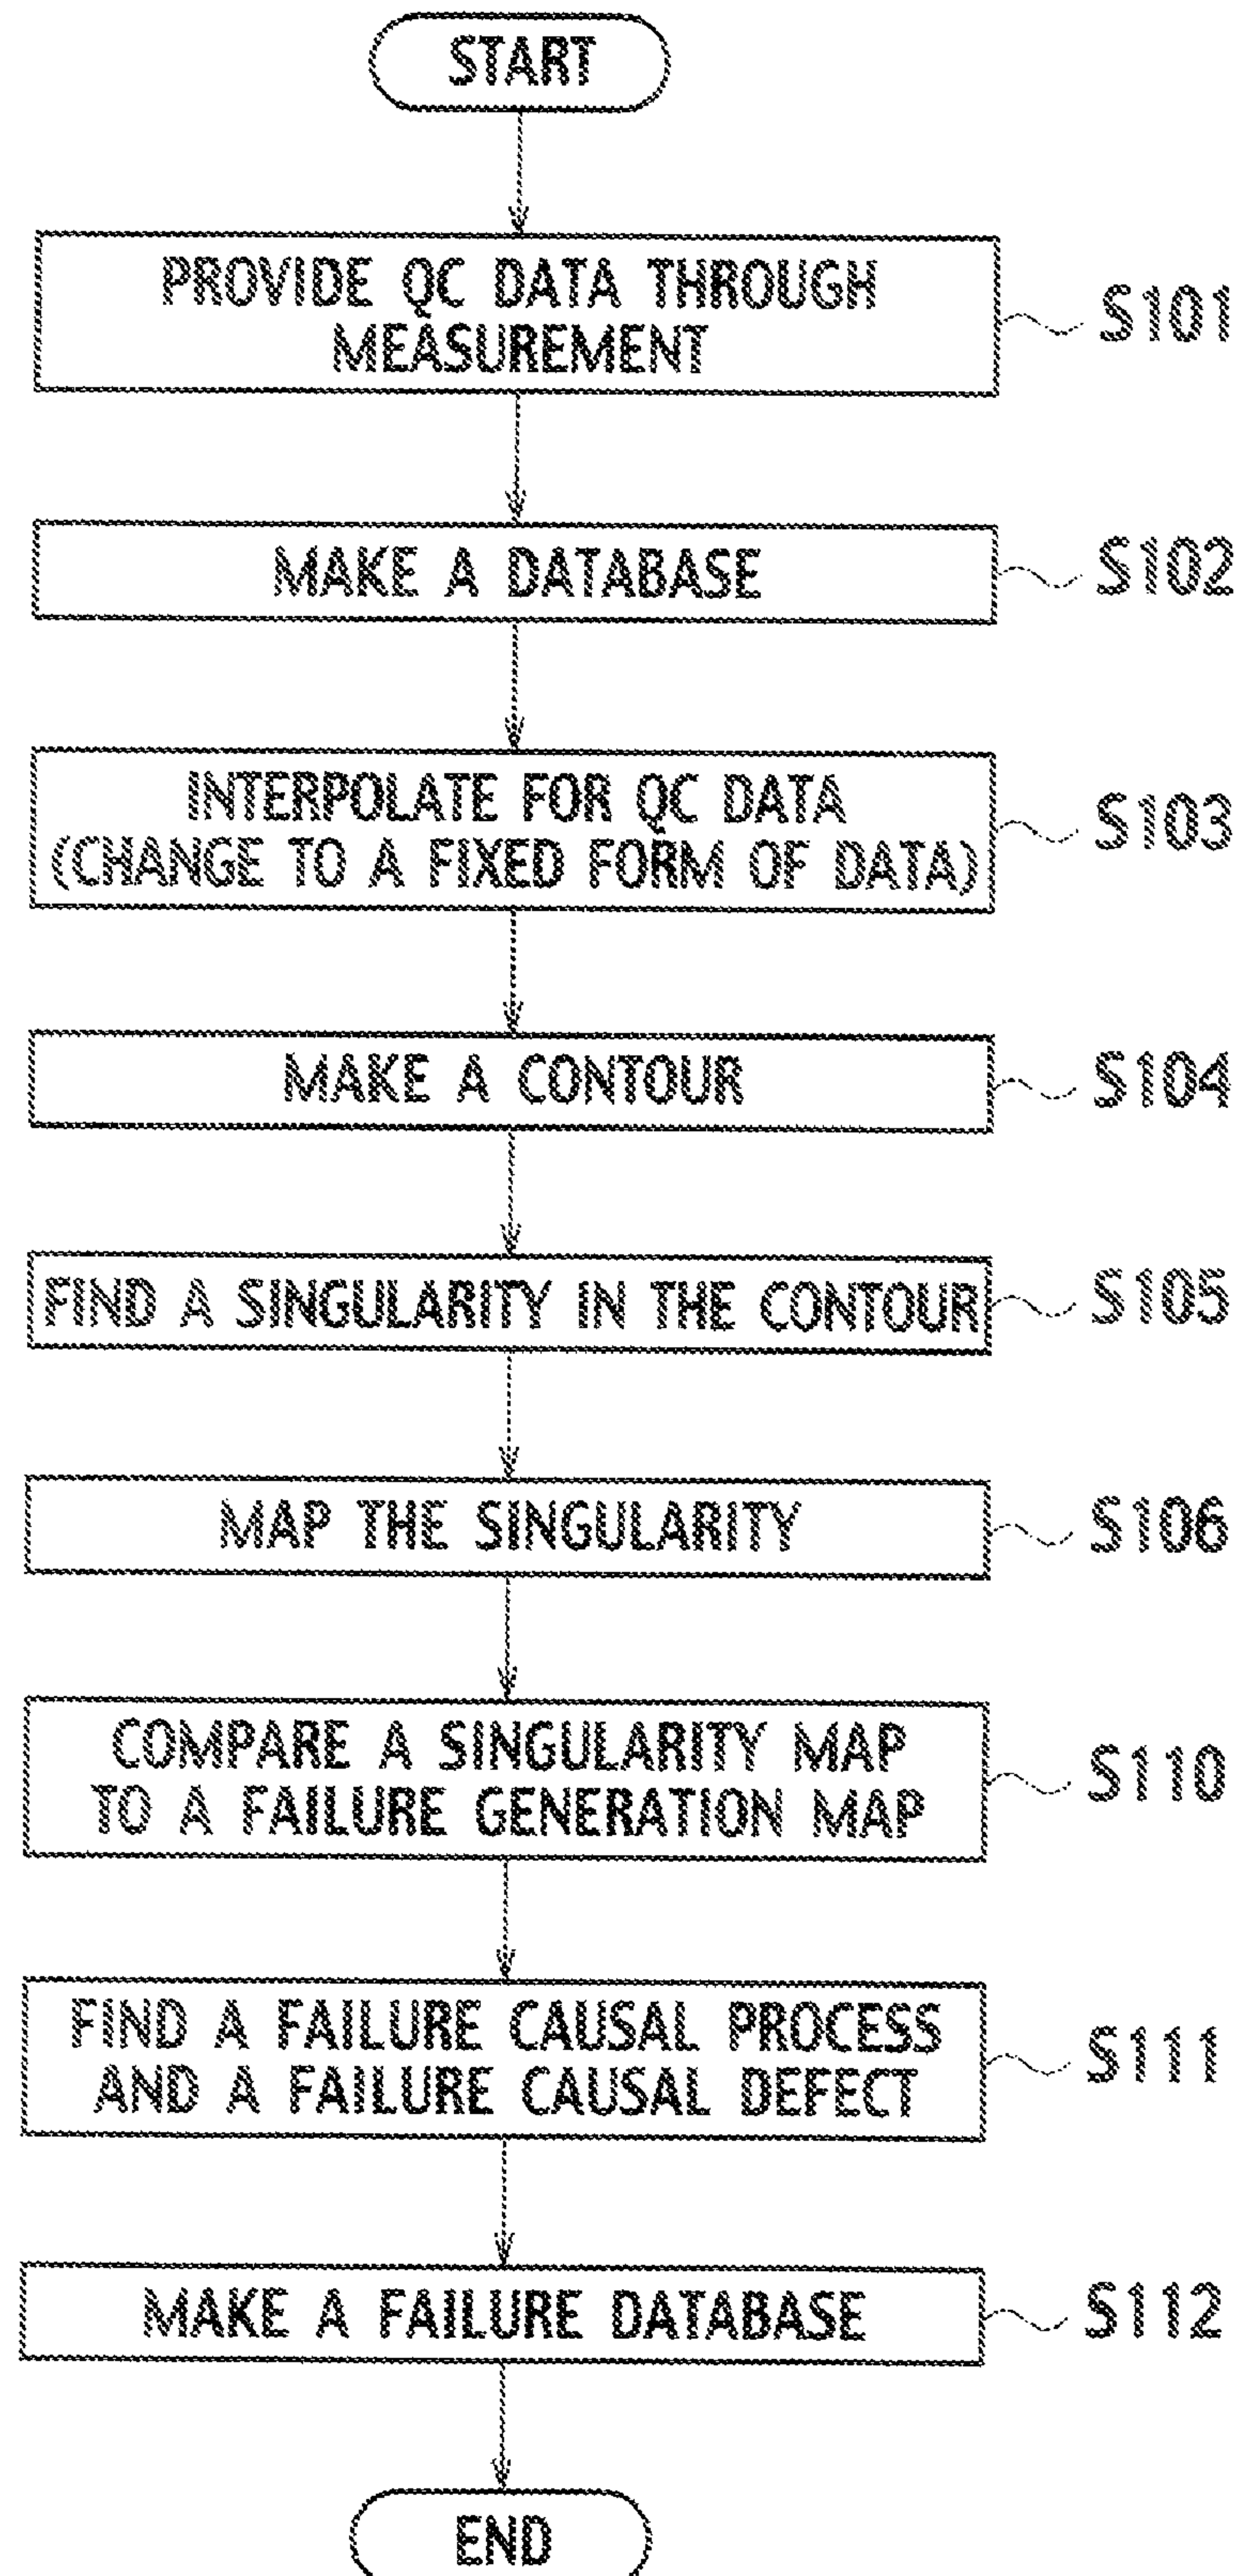 START
PROVIDE QC DATA THROUGH
MEASUREMENT
S101
MAKE A DATABASE
S102
INTERPOLATE FOR QC DATA
(CHANGE TO A FIXED FORM OF DATA)
S103
MAKE A CONTOUR
S104
FIND A SINGULARITY IN THE CONTOUR
S105
MAP THE SINGULARITY
S106
COMPARE A SINGULARITY MAP
TO A FAILURE GENERATION MAP
S110
FIND A FAILURE CAUSAL PROCESS
AND A FAILURE CAUSAL DEFECT
S111
MAKE A FAILURE DATABASE
S112
END